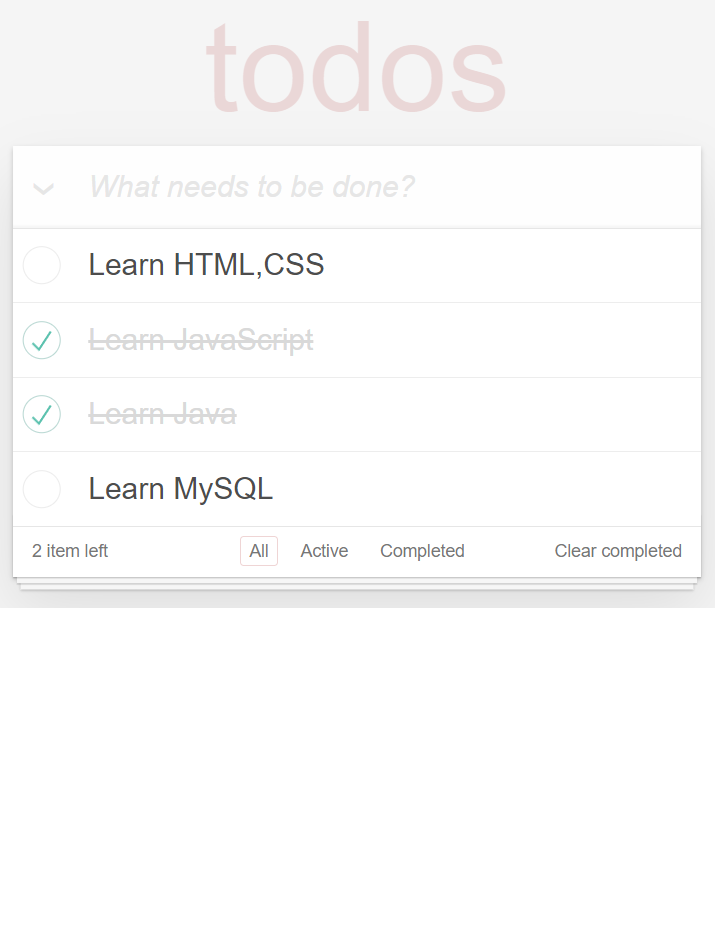 todos
What needs to be done?
Learn HTML,CSS
Learn JavaScript
Learn Java
Learn MySQL
2 item left All Active Completed Clear completed